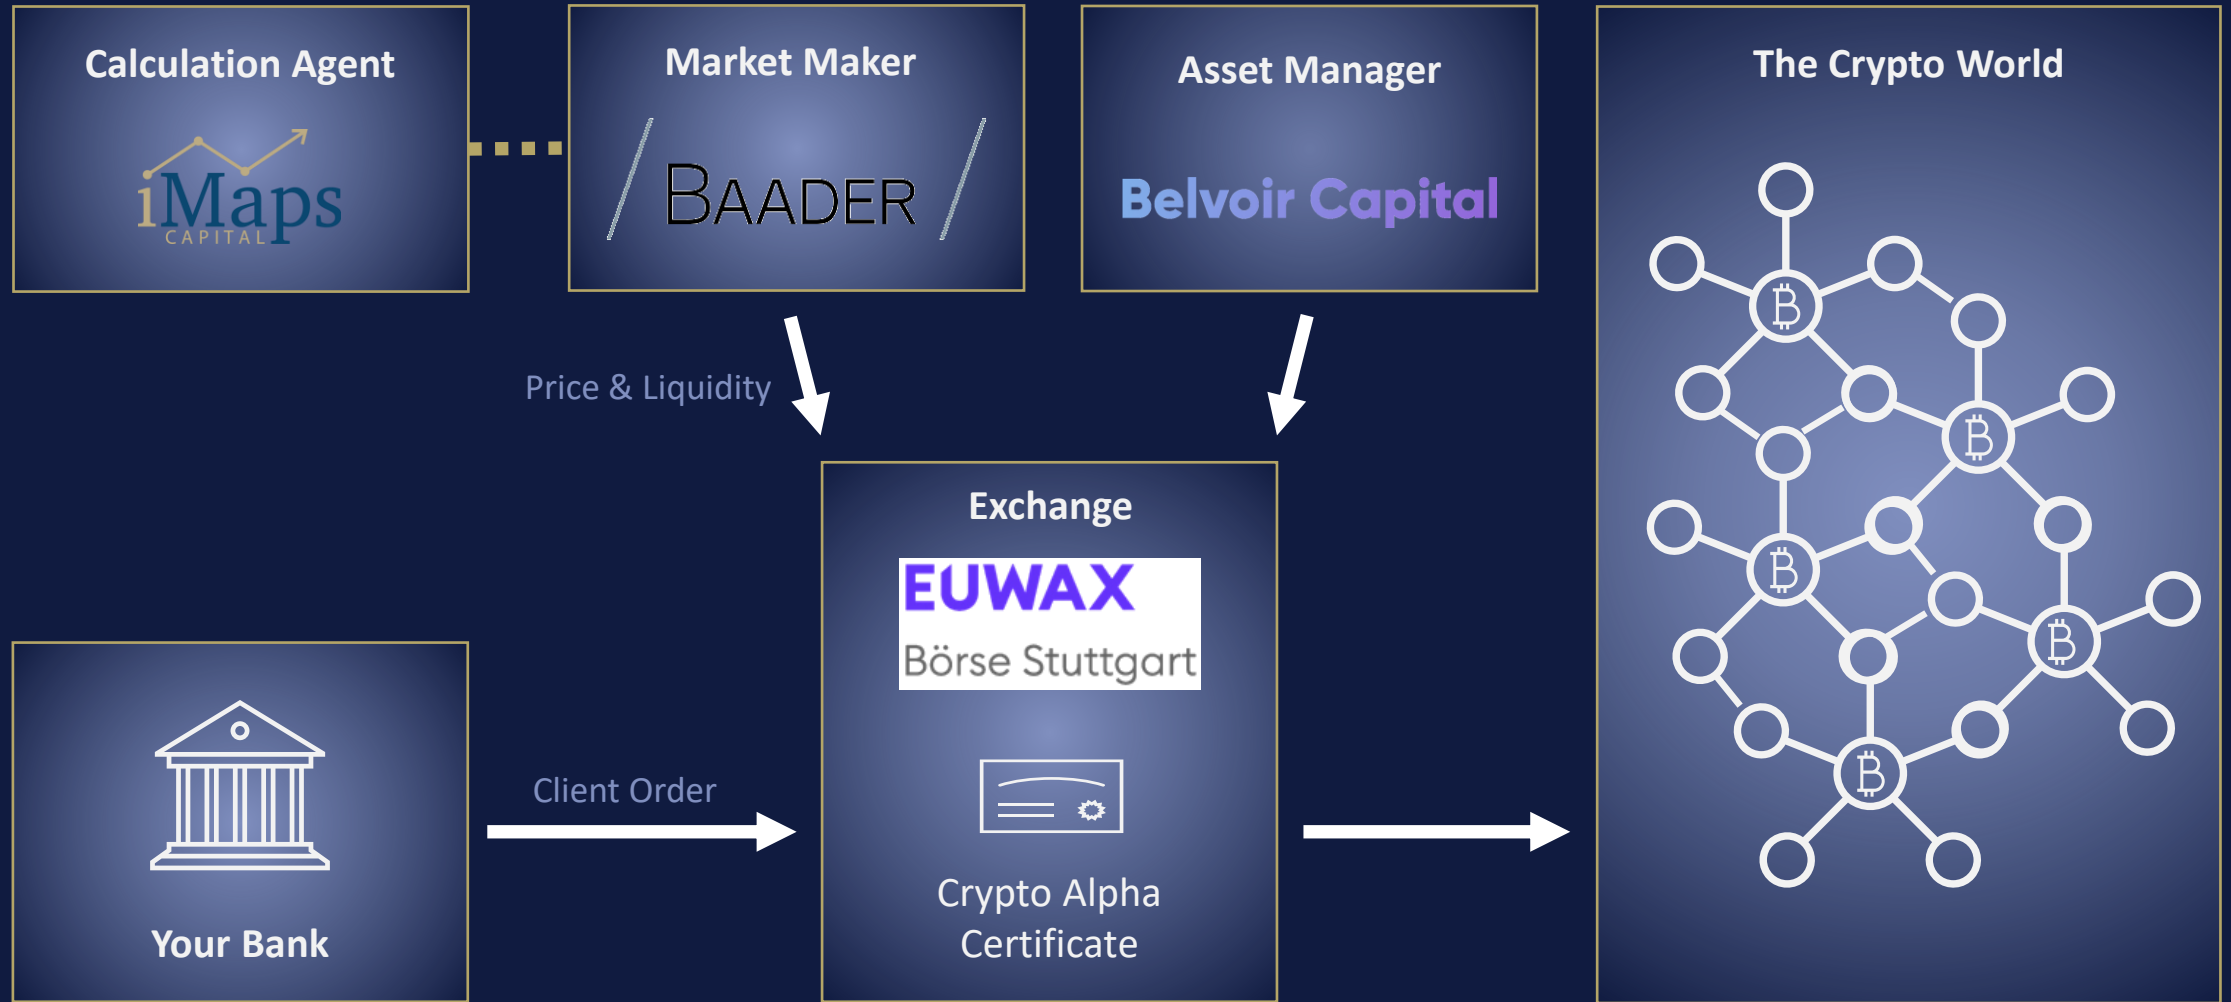 Calculation Agent
iMaps
CAPITAL
Market Maker
BAADER
Asset Manager
Belvoir Capital
The Crypto World
Price & Liquidity
Exchange
EUWAX
Börse Stuttgart
Crypto Alpha
Certificate
Client Order
Your Bank